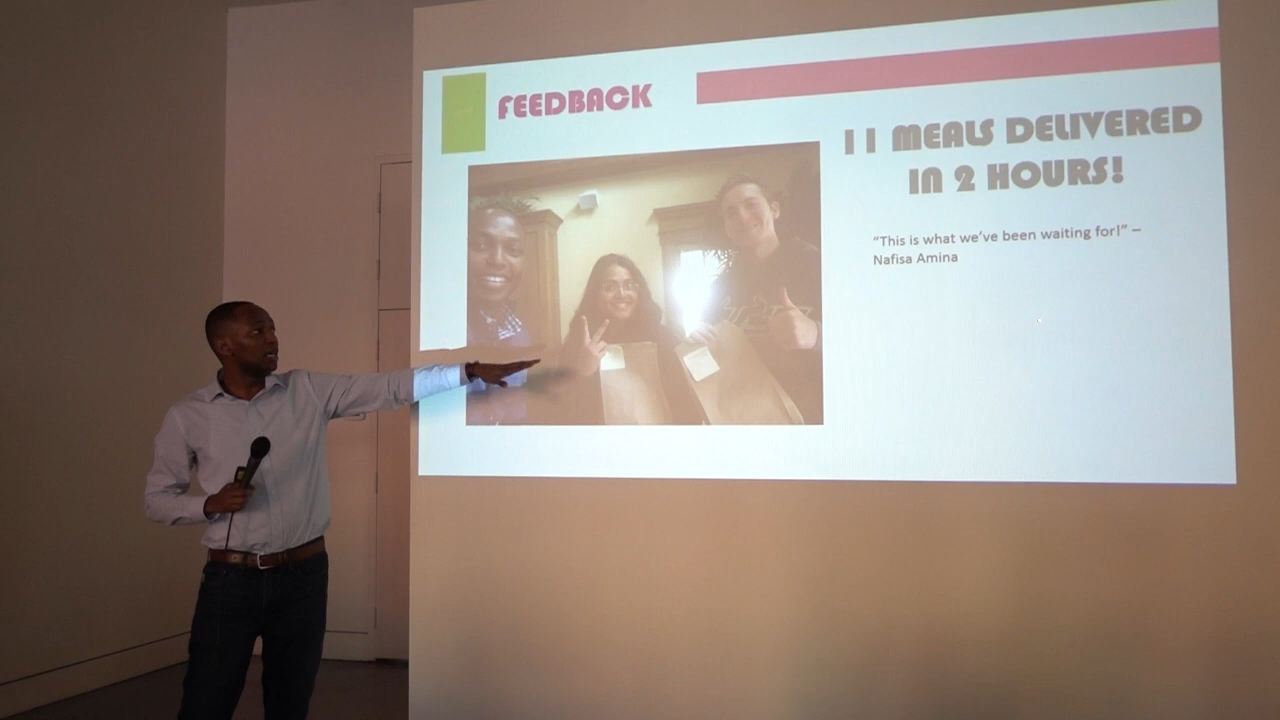 FEEDBACK
11 MEALS DELIVERED
IN 2 HOURS!
“This is what we’ve been waiting for!” –
Nafisa Amina